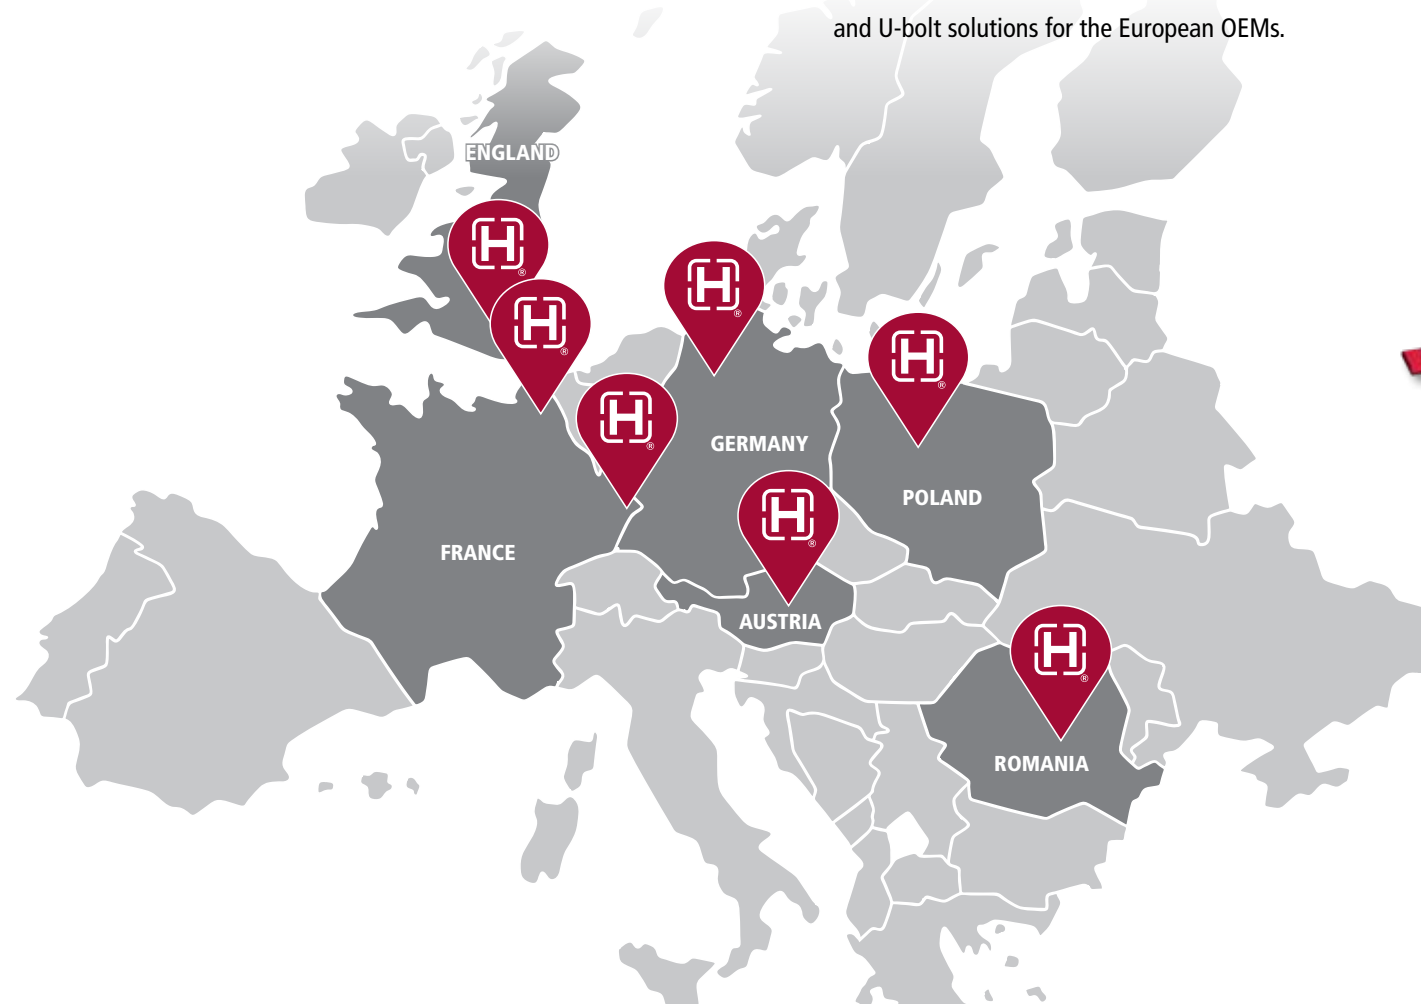 and U-bolt solutions for the European OEMs.
ENGLAND
H®
H®
H®
H®
H®
GERMANY
H®
POLAND
FRANCE
AUSTRIA
H®
ROMANIA